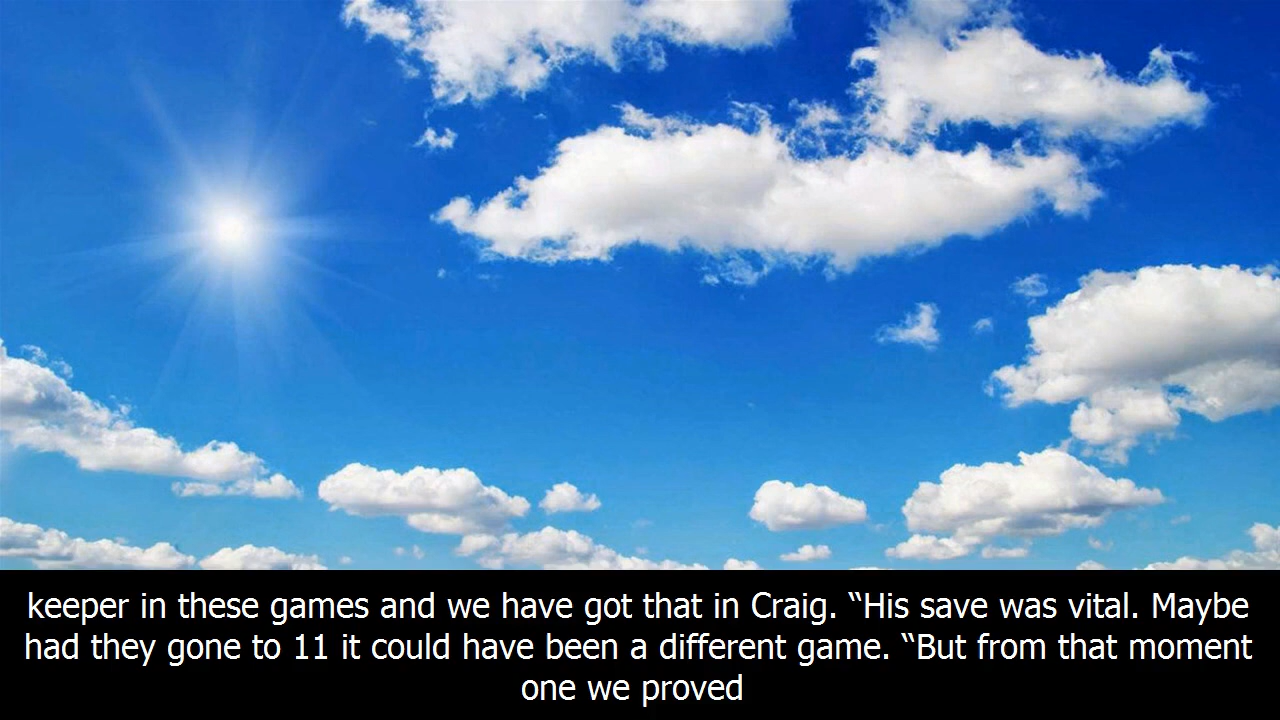 keeper in these games and we have got that in Craig. “His save was vital. Maybe
had they gone to 11 it could have been a different game. “But from that moment
one we proved